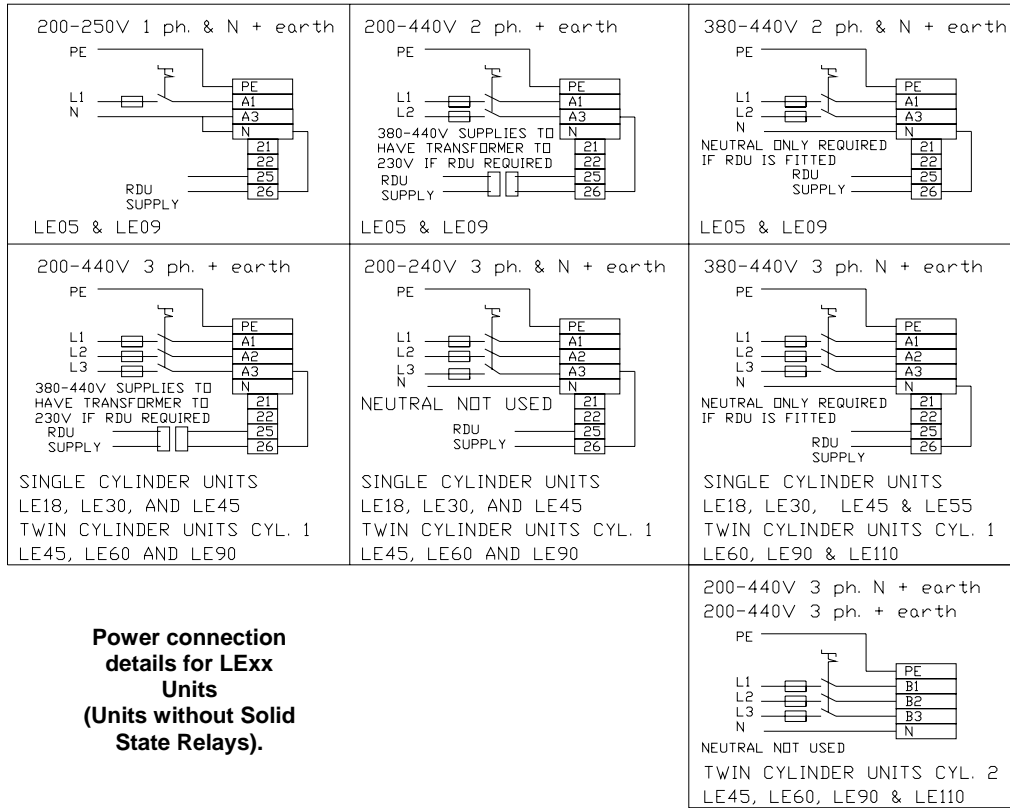 200-250V 1 ph. & N + earth
PE
L1
N
PE
A1
A3
N
21
22
25
26
RDU
SUPPLY
LE05 & LE09
200-440V 2 ph. + earth
PE
L1
L2
PE
A1
A3
N
380-440V SUPPLIES TO
HAVE TRANSFORMER TO
230V IF RDU REQUIRED
21
22
25
26
RDU
SUPPLY
LE05 & LE09
380-440V 2 ph. & N + earth
PE
L1
L2
N
PE
A1
A3
N
NEUTRAL ONLY REQUIRED
IF RDU IS FITTED
21
22
25
26
RDU
SUPPLY
LE05 & LE09
200-440V 3 ph. + earth
PE
L1
L2
L3
PE
A1
A2
A3
N
380-440V SUPPLIES TO
HAVE TRANSFORMER TO
230V IF RDU REQUIRED
21
22
25
26
RDU
SUPPLY
SINGLE CYLINDER UNITS
LE18, LE30, AND LE45
TWIN CYLINDER UNITS CYL. 1
LE45, LE60 AND LE90
200-240V 3 ph. & N + earth
PE
L1
L2
L3
N
PE
A1
A2
A3
N
NEUTRAL NOT USED
21
22
25
26
RDU
SUPPLY
SINGLE CYLINDER UNITS
LE18, LE30, AND LE45
TWIN CYLINDER UNITS CYL. 1
LE45, LE60 AND LE90
380-440V 3 ph. N + earth
PE
L1
L2
L3
N
PE
A1
A2
A3
N
NEUTRAL ONLY REQUIRED
IF RDU IS FITTED
21
22
25
26
RDU
SUPPLY
SINGLE CYLINDER UNITS
LE18, LE30, LE45 & LE55
TWIN CYLINDER UNITS CYL. 1
LE60, LE90 & LE110
Power connection
details for LExx
Units
(Units without Solid
State Relays).
200-440V 3 ph. N + earth
200-440V 3 ph. + earth
PE
L1
L2
L3
N
PE
B1
B2
B3
N
NEUTRAL NOT USED
TWIN CYLINDER UNITS CYL. 2
LE45, LE60, LE90 & LE110